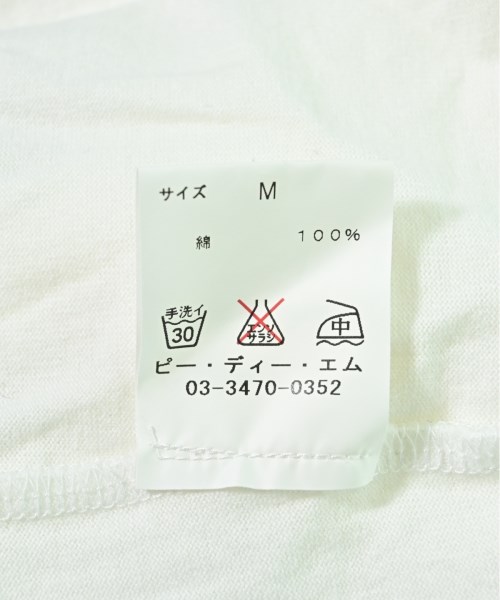 サイズ M
綿 100%
手洗イ
30
エンソ
サラシ
中
ピー・ディー・エム
03-3470-0352